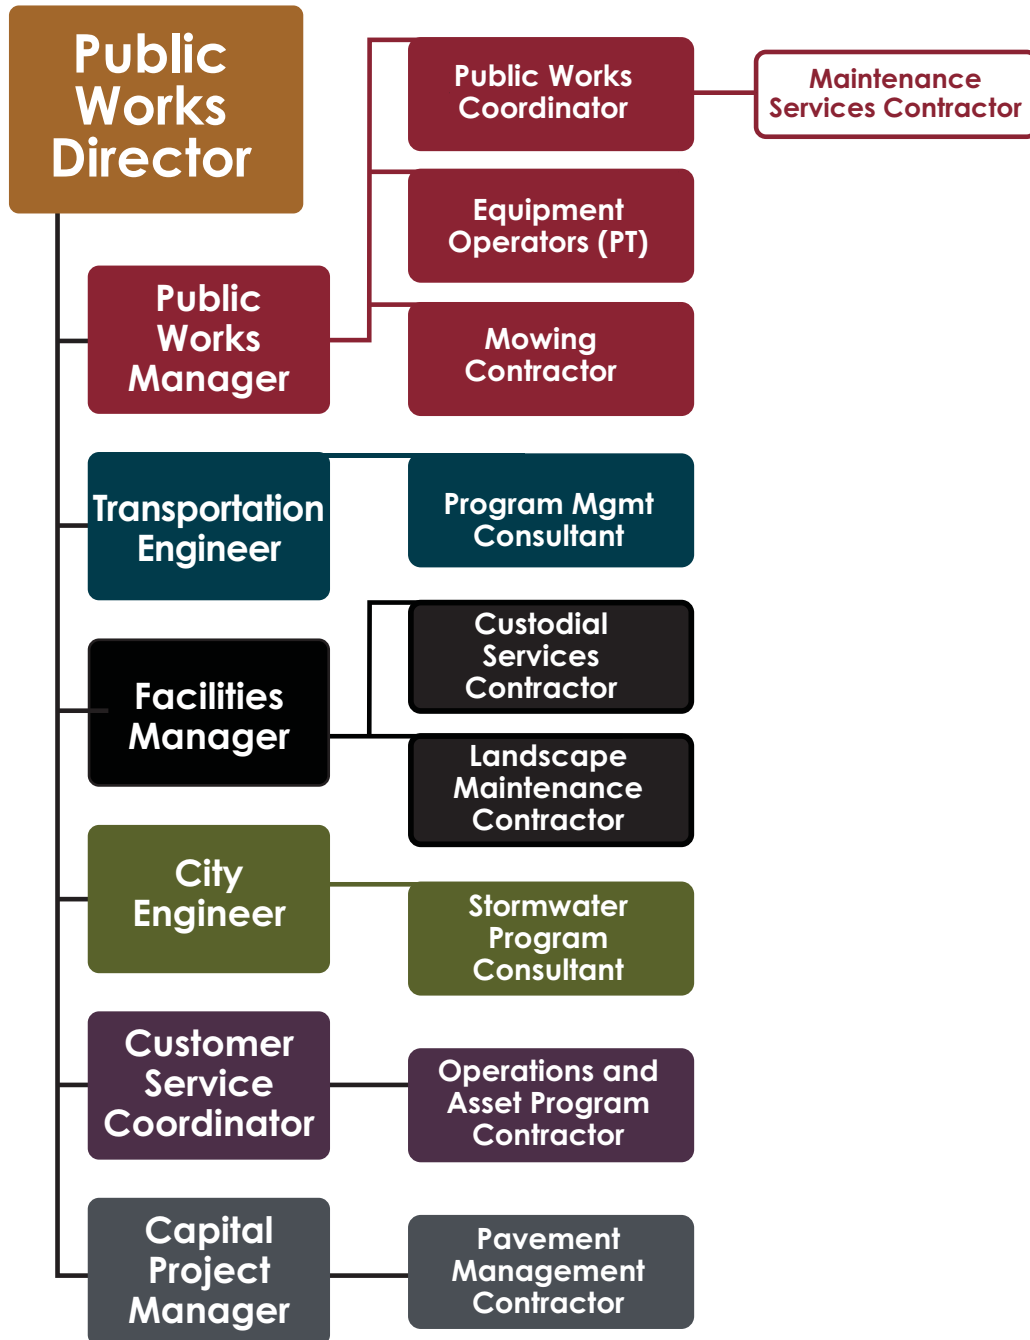 Public
Works
Director
Public Works
Coordinator
Maintenance
Services Contractor
Equipment
Operators (PT)
Public
Works
Manager
Mowing
Contractor
Transportation
Engineer
Program Mgmt
Consultant
Facilities
Manager
Custodial
Services
Contractor
Landscape
Maintenance
Contractor
City
Engineer
Stormwater
Program
Consultant
Customer
Service
Coordinator
Operations and
Asset Program
Contractor
Capital
Project
Manager
Pavement
Management
Contractor